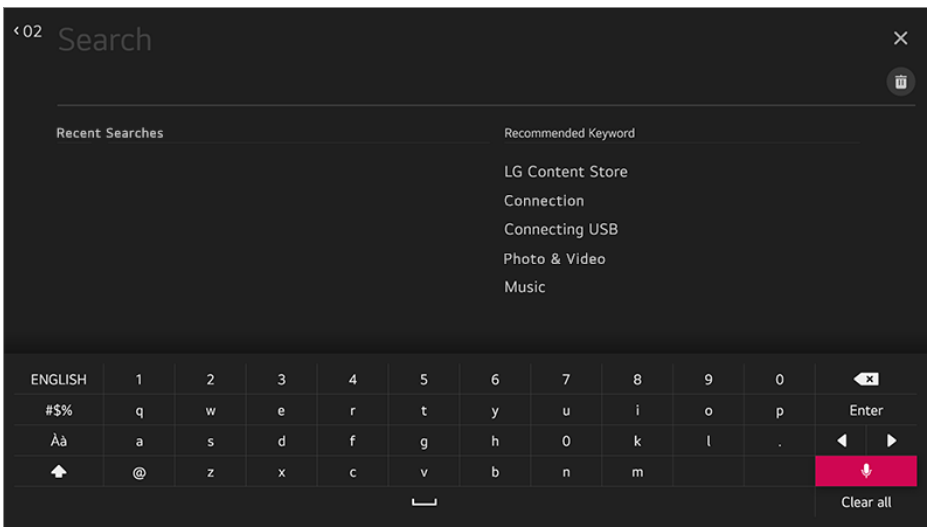 ‹02 Search
Recent Searches
Recommended Keyword
LG Content Store
Connection
Connecting USB
Photo & Video
Music
ENGLISH 1 2 3 4 5 6 7 8 9 0
#$% q w e r t y u i o p Enter
Àà a s d f g h 0 k l .
@ z x c v b n m
Clear all